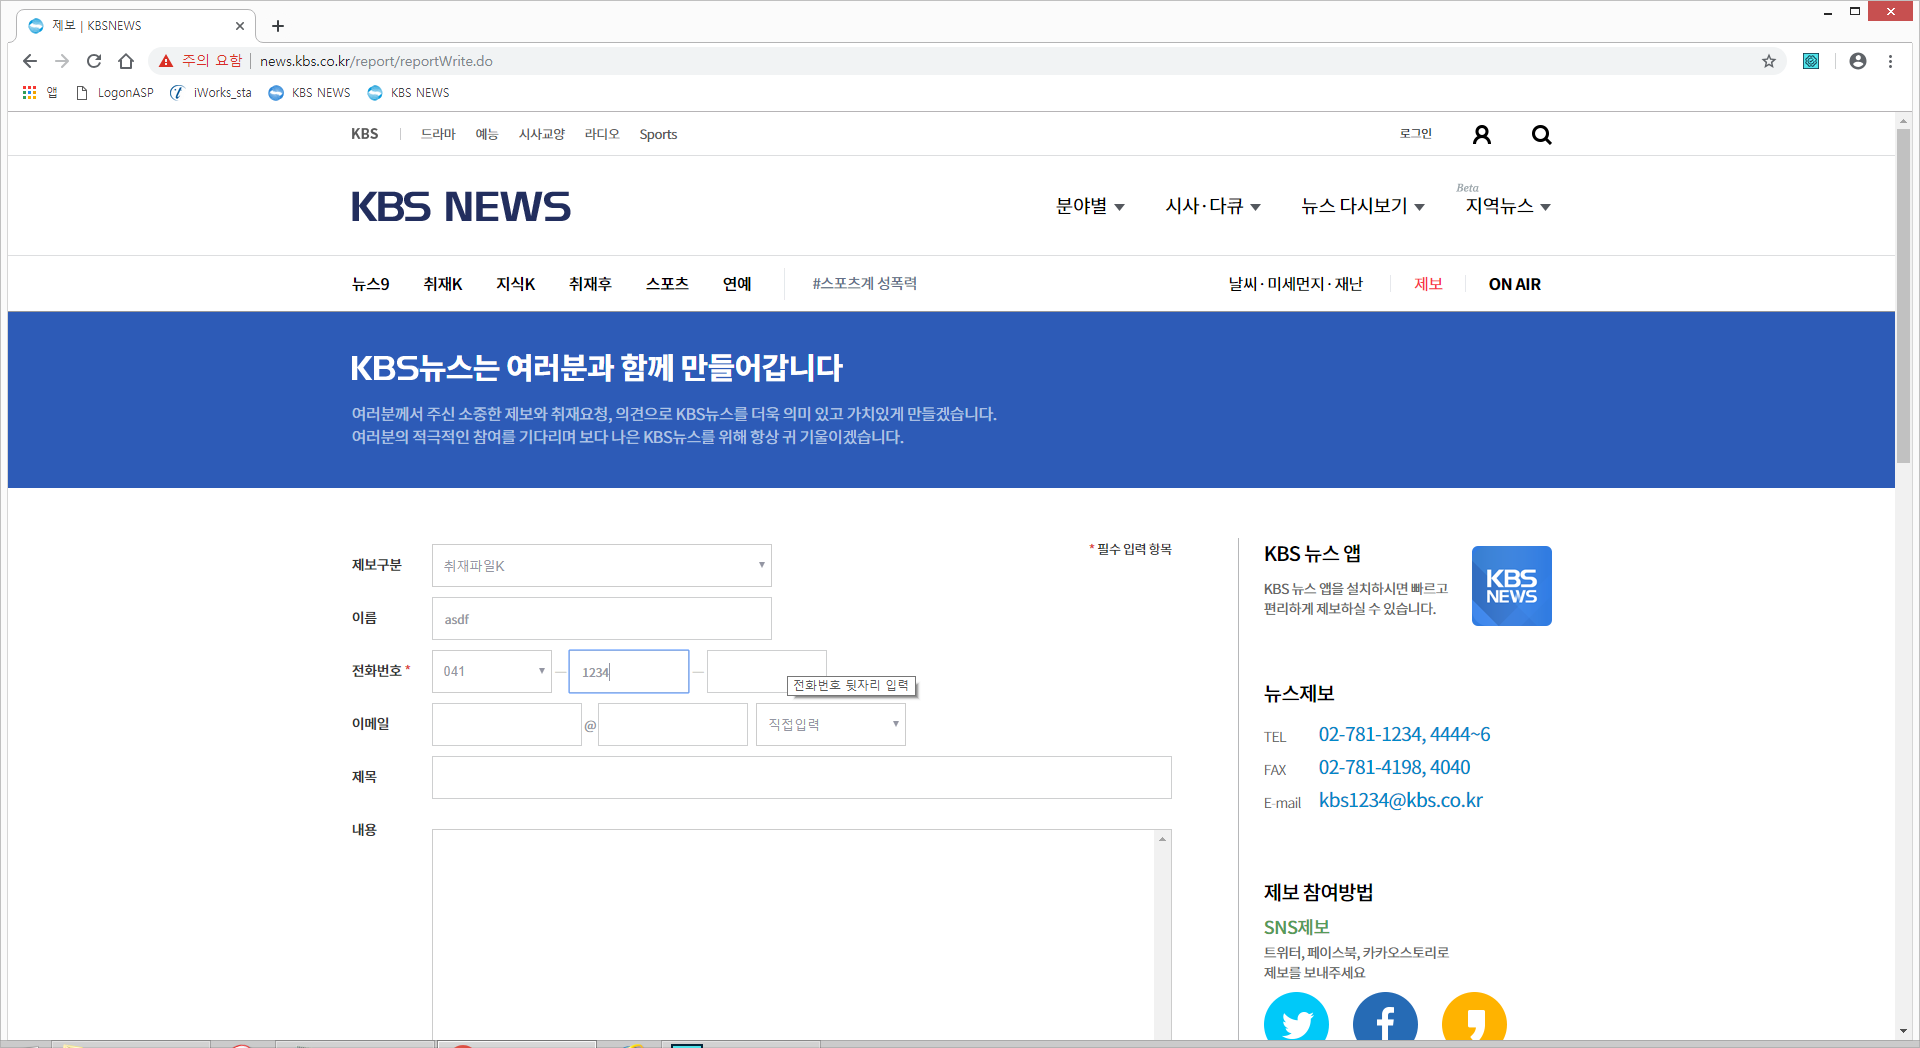 제보 | KBSNEWS
주의 요함 | news.kbs.co.kr/report/reportWrite.do
앱 LogonASP iWorks_sta KBS NEWS KBS NEWS
KBS 드라마 예능 시사교양 라디오 Sports 로그인
Beta
KBS NEWS 분야별 시사·다큐 뉴스 다시보기 지역뉴스
뉴스9 취재K 지식K 취재후 스포츠 연예 #스포츠계 성폭력 날씨·미세먼지·재난 제보 ON AIR
KBS뉴스는 여러분과 함께 만들어갑니다
여러분께서 주신 소중한 제보와 취재요청, 의견으로 KBS뉴스를 더욱 의미 있고 가치있게 만들겠습니다.
여러분의 적극적인 참여를 기다리며 보다 나은 KBS뉴스를 위해 항상 귀 기울이겠습니다.
* 필수 입력 항목
제보구분 취재파일K
이름 asdf
전화번호 * 041 1234
전화번호 뒷자리 입력
이메일 @ 직접입력
제목
내용
KBS 뉴스 앱
KBS 뉴스 앱을 설치하시면 빠르고
편리하게 제보하실 수 있습니다.
KBS
NEWS
뉴스제보
TEL 02-781-1234, 4444~6
FAX 02-781-4198, 4040
E-mail kbs1234@kbs.co.kr
제보 참여방법
SNS제보
트위터, 페이스북, 카카오스토리로
제보를 보내주세요